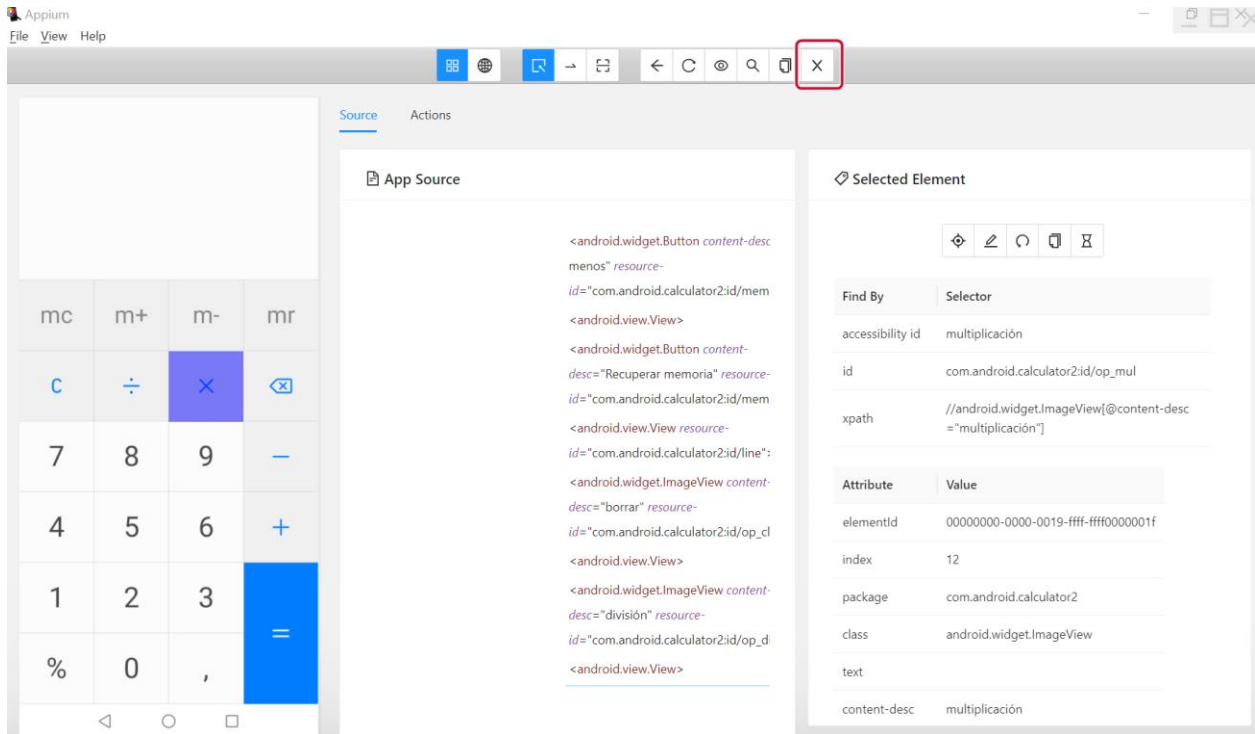 Appium
File View Help
Source Actions
App Source
<android.widget.Button content-desc
menos" resource-
id="com.android.calculator2:id/mem
<android.view.View>
<android.widget.Button content-
desc="Recuperar memoria" resource-
id="com.android.calculator2:id/mem
<android.view.View resource-
id="com.android.calculator2:id/line">
<android.widget.ImageView content-
desc="borrar" resource-
id="com.android.calculator2:id/op_cl
<android.view.View>
<android.widget.ImageView content-
desc="división" resource-
id="com.android.calculator2:id/op_di
<android.view.View>
Selected Element
Find By Selector
accessibility id multiplicación
id com.android.calculator2:id/op_mul
xpath //android.widget.ImageView[@content-desc
="multiplicación"]
Attribute Value
elementId 00000000-0000-0019-ffff-ffff0000001f
index 12
package com.android.calculator2
class android.widget.ImageView
text
content-desc multiplicación
mc m+ m- mr
C ÷ ×
7 8 9 −
4 5 6 +
1 2 3
% 0 , =